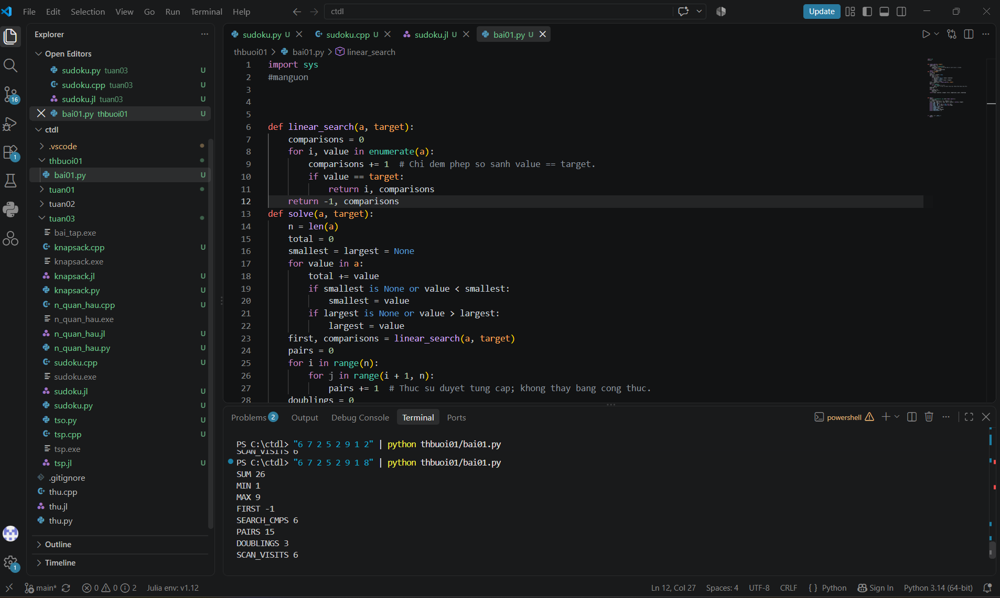 File Edit Selection View Go Run Terminal Help
ctdl
Update
Explorer
Open Editors
sudoku.py tuan03 U
sudoku.cpp tuan03 U
sudoku.jl tuan03 U
bai01.py thbuoi01 U
ctdl
.vscode
thbuoi01
bai01.py U
tuan01
tuan02
tuan03
bai_tap.exe
knapsack.cpp U
knapsack.exe
knapsack.jl U
knapsack.py U
n_quan_hau.cpp U
n_quan_hau.exe
n_quan_hau.jl U
n_quan_hau.py U
sudoku.cpp U
sudoku.exe
sudoku.jl U
sudoku.py U
tso.py U
tsp.cpp U
tsp.exe
tsp.jl U
.gitignore
thu.cpp
thu.jl
thu.py
Outline
Timeline
16
1
1
sudoku.py U sudoku.cpp U sudoku.jl U bai01.py U
thbuoi01 > bai01.py > linear_search
1 import sys
2 #manguon
3
4
5
6 def linear_search(a, target):
7 comparisons = 0
8 for i, value in enumerate(a):
9 comparisons += 1 # Chi dem phep so sanh value == target.
10 if value == target:
11 return i, comparisons
12 return -1, comparisons
13 def solve(a, target):
14 n = len(a)
15 total = 0
16 smallest = largest = None
17 for value in a:
18 total += value
19 if smallest is None or value < smallest:
20 smallest = value
21 if largest is None or value > largest:
22 largest = value
23 first, comparisons = linear_search(a, target)
24 pairs = 0
25 for i in range(n):
26 for j in range(i + 1, n):
27 pairs += 1 # Thuc su duyet tung cap; khong thay bang cong thuc.
28 doublings = 0
Problems 2 Output Debug Console Terminal Ports
powershell
PS C:\ctdl> "6 7 2 5 2 9 1 2" | python thbuoi01/bai01.py
SCAN_VISITS 6
PS C:\ctdl> "6 7 2 5 2 9 1 8" | python thbuoi01/bai01.py
SUM 26
MIN 1
MAX 9
FIRST -1
SEARCH_CMPS 6
PAIRS 15
DOUBLINGS 3
SCAN_VISITS 6
main* 0 0 2 Julia env: v1.12
Ln 12, Col 27 Spaces: 4 UTF-8 CRLF { } Python Sign In Python 3.14 (64-bit)